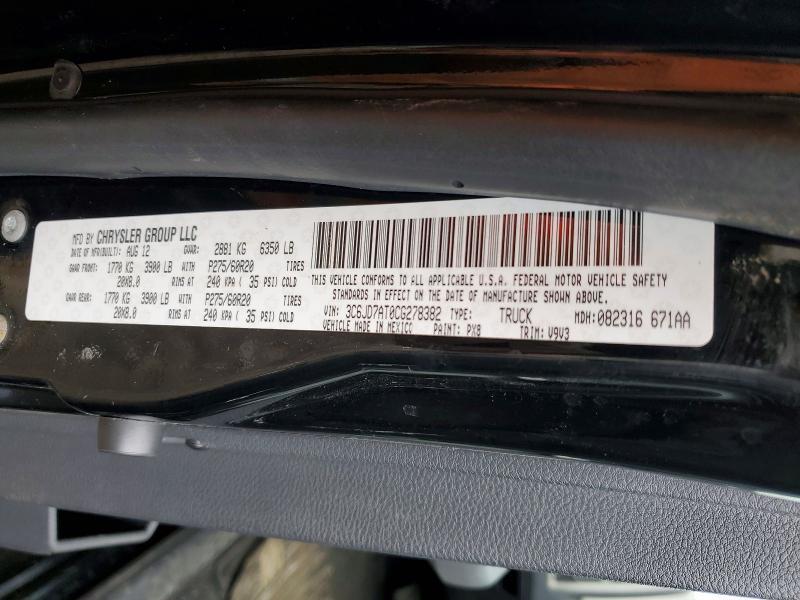 MFD BY CHRYSLER GROUP LLC
DATE OF MFR(BUILT): AUG 12 GVWR: 2881 KG 6350 LB
GAWR FRONT: 1770 KG 3900 LB WITH P275/60R20 TIRES
20X8.0 RIMS AT 240 KPA ( 35 PSI) COLD
GAWR REAR: 1770 KG 3900 LB WITH P275/60R20 TIRES
20X8.0 RIMS AT 240 KPA ( 35 PSI) COLD
THIS VEHICLE CONFORMS TO ALL APPLICABLE U.S.A. FEDERAL MOTOR VEHICLE SAFETY
STANDARDS IN EFFECT ON THE DATE OF MANUFACTURE SHOWN ABOVE.
VIN: 3C6JD7AT0CG278382 TYPE: TRUCK MDH: 082316 671AA
VEHICLE MADE IN MEXICO PAINT: PX8 TRIM: V9V3